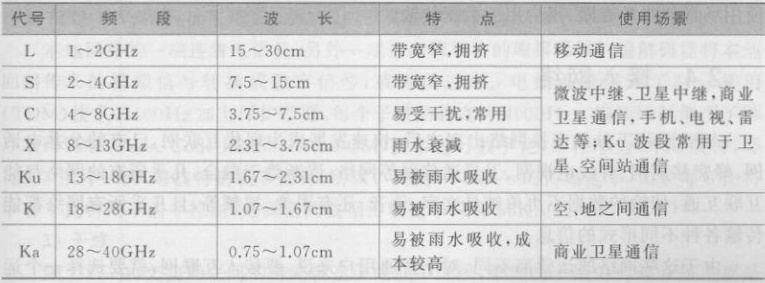 代号 频 段 波 长 特 点 使用场景
L 1~2GHz 15~30cm 带宽窄,拥挤 移动通信
S 2~4GHz 7.5~15cm 带宽窄,拥挤
C 4~8GHz 3.75~7.5cm 易受干扰,常用
X 8~13GHz 2.31~3.75cm 雨水衰减
Ku 13~18GHz 1.67~2.31cm 易被雨水吸收
微波中继、卫星中继,商业
卫星通信,手机、电视、雷
达等;Ku 波段常用于卫
星、空间站通信
K 18~28GHz 1.07~1.67cm 易被雨水吸收 空、地之间通信
Ka 28~40GHz 0.75~1.07cm 易被雨水吸收,成
本较高
商业卫星通信